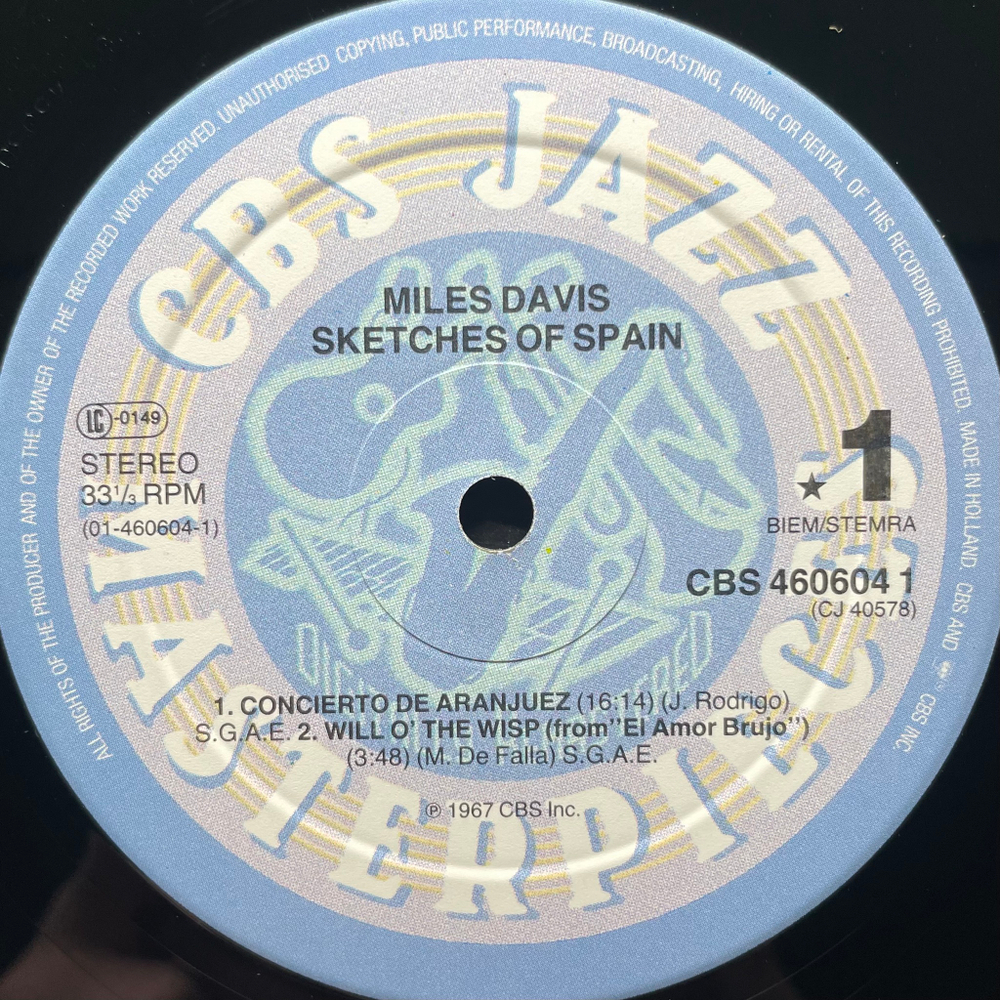 ALL RIGHTS OF THE PRODUCER AND OF THE OWNER OF THE RECORDED WORK RESERVED. UNAUTHORISED COPYING, PUBLIC PERFORMANCE, BROADCASTING, HIRING OR RENTAL OF THIS RECORDING PROHIBITED. MADE IN HOLLAND. CBS AND CBS INC.
CBS JAZZ
MASTERPIECES
MILES DAVIS
SKETCHES OF SPAIN
LC-0149
STEREO
33 1/3 RPM
(01-460604-1)
★ 1
BIEM/STEMRA
CBS 460604 1
(CJ 40578)
1. CONCIERTO DE ARANJUEZ (16:14) (J. Rodrigo)
S.G.A.E. 2. WILL O' THE WISP (from "El Amor Brujo")
(3:48) (M. De Falla) S.G.A.E.
℗ 1967 CBS Inc.